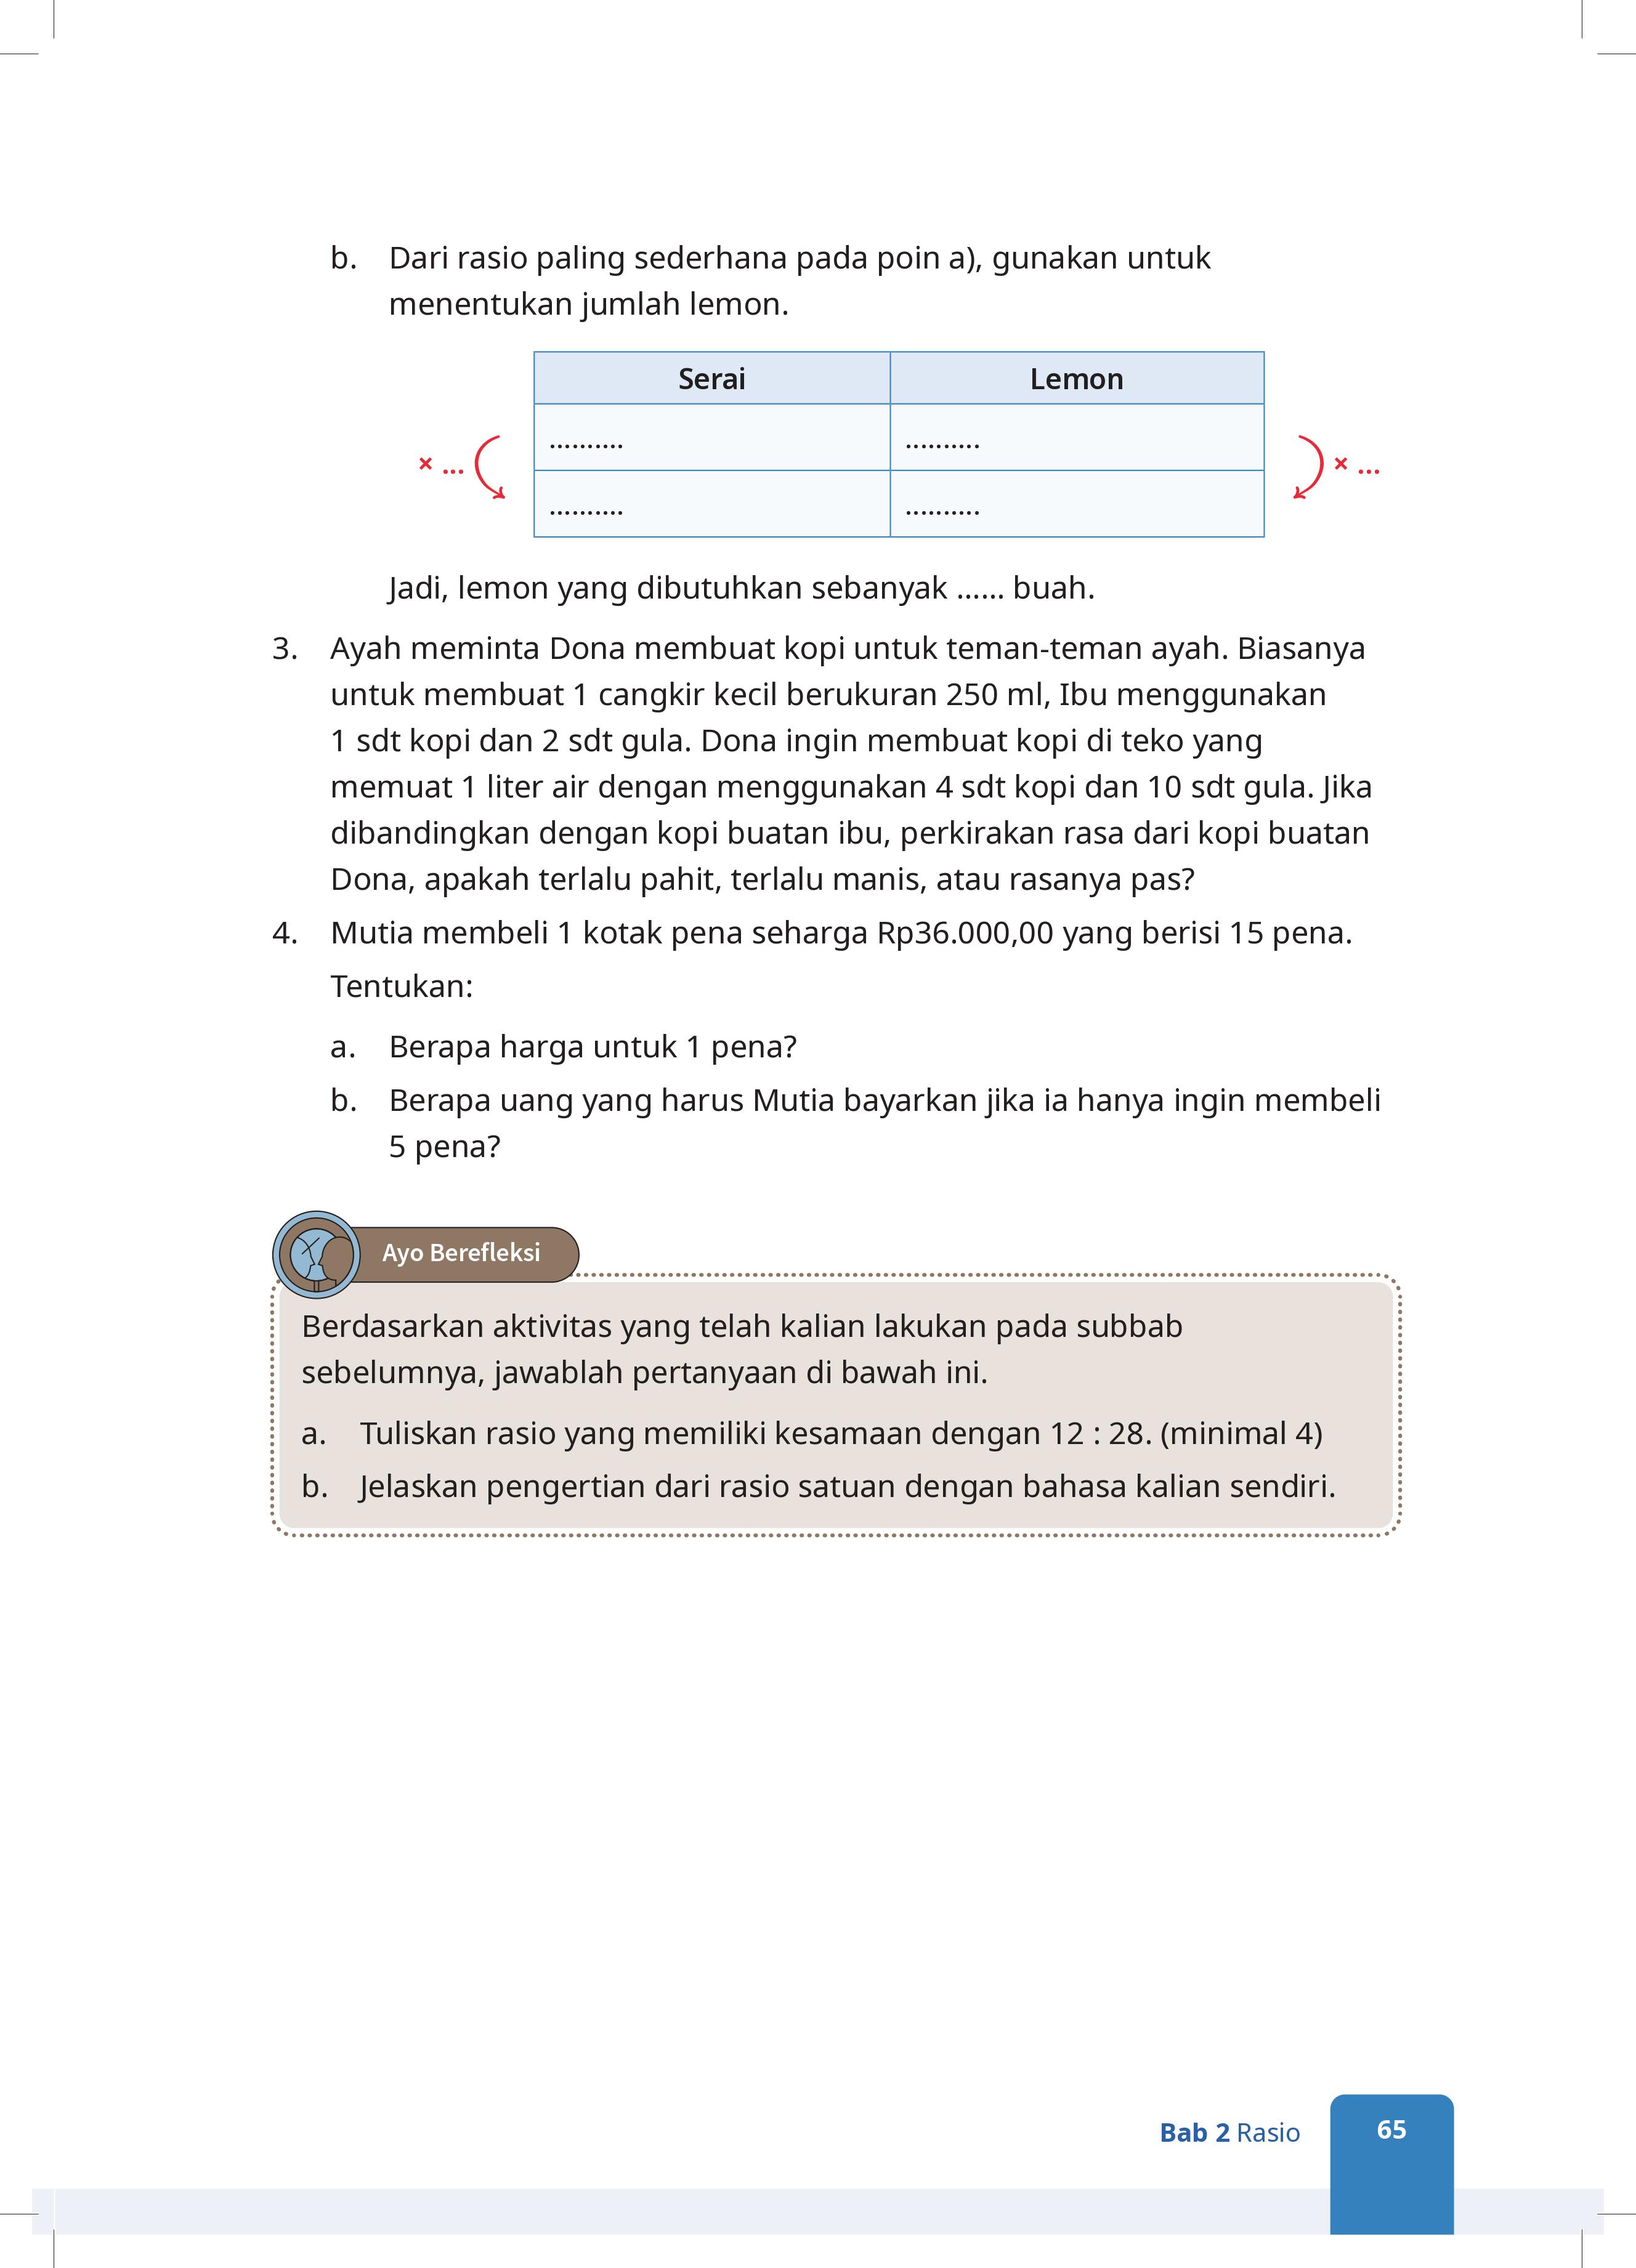 b. Dari rasio paling sederhana pada poin a), gunakan untuk
menentukan jumlah lemon.
Serai Lemon
.......... ..........
× ... × ...
.......... ..........
Jadi, lemon yang dibutuhkan sebanyak ...... buah.
3. Ayah meminta Dona membuat kopi untuk teman-teman ayah. Biasanya
untuk membuat 1 cangkir kecil berukuran 250 ml, Ibu menggunakan
1 sdt kopi dan 2 sdt gula. Dona ingin membuat kopi di teko yang
memuat 1 liter air dengan menggunakan 4 sdt kopi dan 10 sdt gula. Jika
dibandingkan dengan kopi buatan ibu, perkirakan rasa dari kopi buatan
Dona, apakah terlalu pahit, terlalu manis, atau rasanya pas?
4. Mutia membeli 1 kotak pena seharga Rp36.000,00 yang berisi 15 pena.
Tentukan:
a. Berapa harga untuk 1 pena?
b. Berapa uang yang harus Mutia bayarkan jika ia hanya ingin membeli
5 pena?
Ayo Berefleksi
Berdasarkan aktivitas yang telah kalian lakukan pada subbab
sebelumnya, jawablah pertanyaan di bawah ini.
a. Tuliskan rasio yang memiliki kesamaan dengan 12 : 28. (minimal 4)
b. Jelaskan pengertian dari rasio satuan dengan bahasa kalian sendiri.
Bab 2 Rasio 65